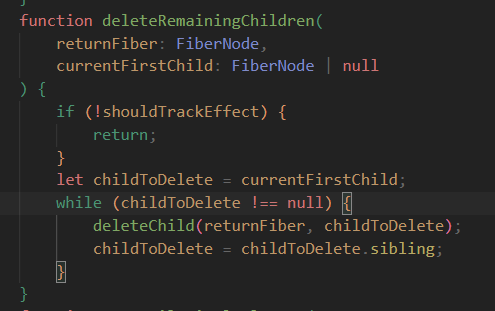 function deleteRemainingChildren(
returnFiber: FiberNode,
currentFirstChild: FiberNode | null
) {
if (!shouldTrackEffect) {
return;
}
let childToDelete = currentFirstChild;
while (childToDelete !== null) {
deleteChild(returnFiber, childToDelete);
childToDelete = childToDelete.sibling;
}
}